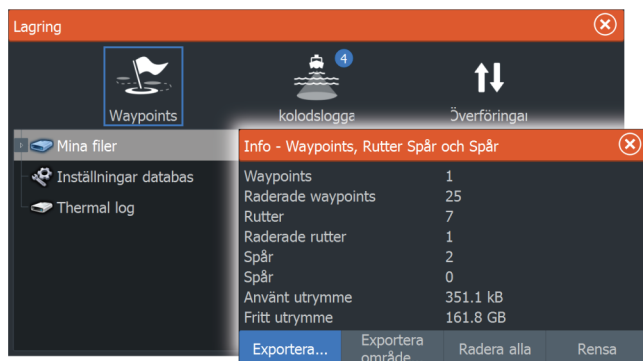 Lagring
4
Waypoints
kolodslogga
Överföringar
Mina filer
Inställningar databas
Thermal log
Info - Waypoints, Rutter Spår och Spår
Waypoints 1
Raderade waypoints 25
Rutter 7
Raderade rutter 1
Spår 2
Spår 0
Använt utrymme 351.1 kB
Fritt utrymme 161.8 GB
Exportera...
Exportera
område
Radera alla
Rensa